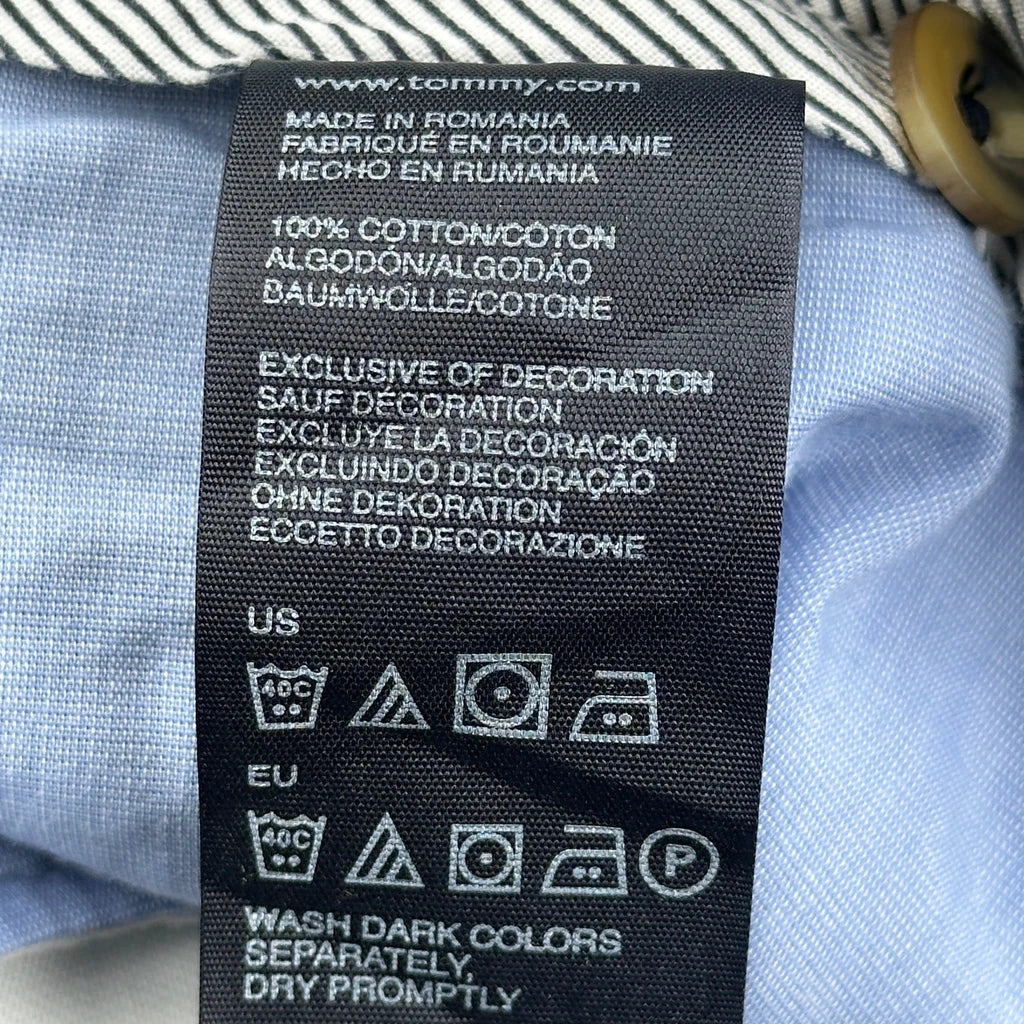 www.tommy.com
MADE IN ROMANIA
FABRIQUÉ EN ROUMANIE
HECHO EN RUMANIA
100% COTTON/COTON
ALGODÓN/ALGODÃO
BAUMWOLLE/COTONE
EXCLUSIVE OF DECORATION
SAUF DÉCORATION
EXCLUYE LA DECORACIÓN
EXCLUINDO DECORAÇÃO
OHNE DEKORATION
ECCETTO DECORAZIONE
US
40C
EU
40C
P
WASH DARK COLORS
SEPARATELY,
DRY PROMPTLY